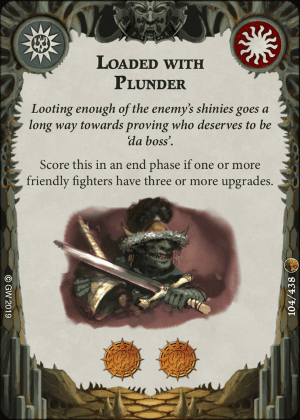 LOADED WITH
PLUNDER
Looting enough of the enemy's shinies goes a
long way towards proving who deserves to be
'da boss'.
Score this in an end phase if one or more
friendly fighters have three or more upgrades.
© GW 2019
104/438